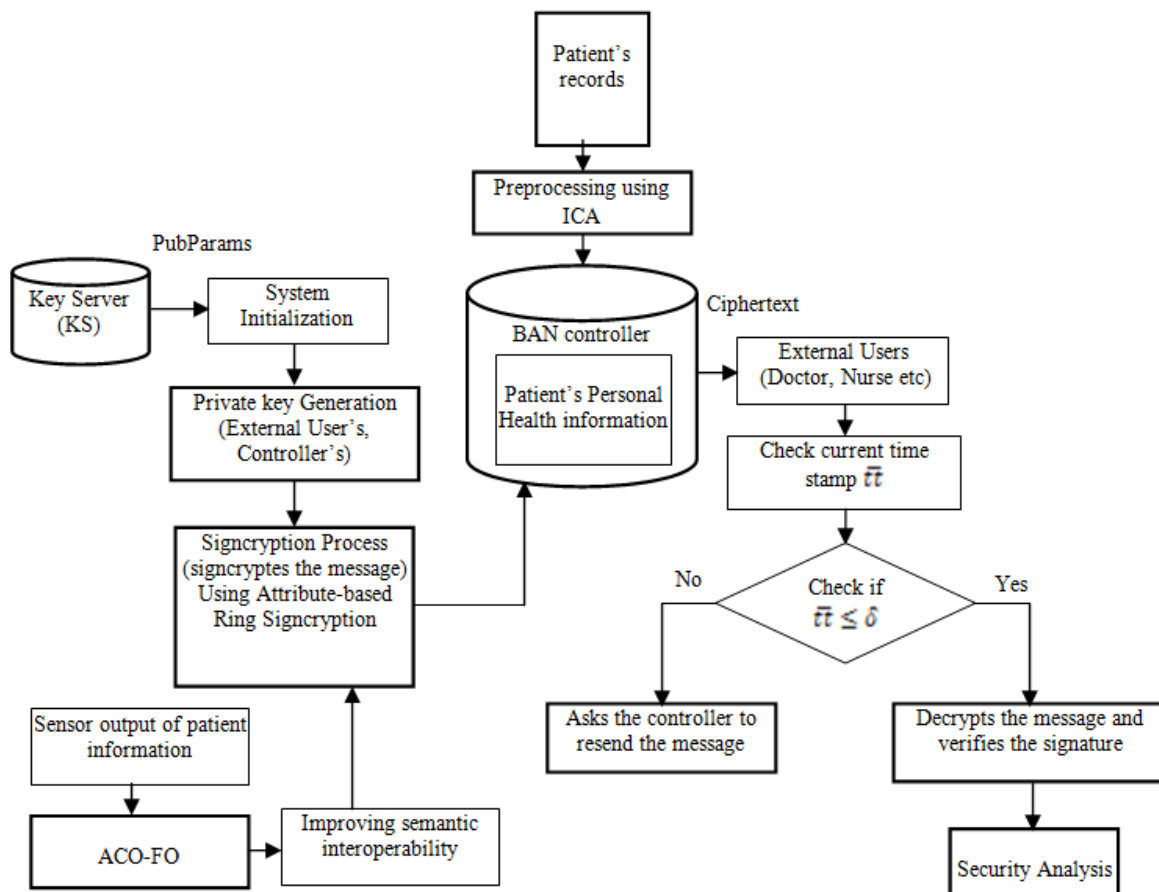 Patient's
records
Preprocessing using
ICA
PubParams
Key Server
(KS)
System
Initialization
Private key Generation
(External User's,
Controller's)
Signcryption Process
(signcryptes the message)
Using Attribute-based
Ring Signcryption
Sensor output of patient
information
ACO-FO
Improving semantic
interoperability
BAN controller
Patient's Personal
Health information
Ciphertext
External Users
(Doctor, Nurse etc)
Check current time
stamp t̅t̅
Check if
t̅t̅ ≤ δ
No
Yes
Asks the controller to
resend the message
Decrypts the message and
verifies the signature
Security Analysis